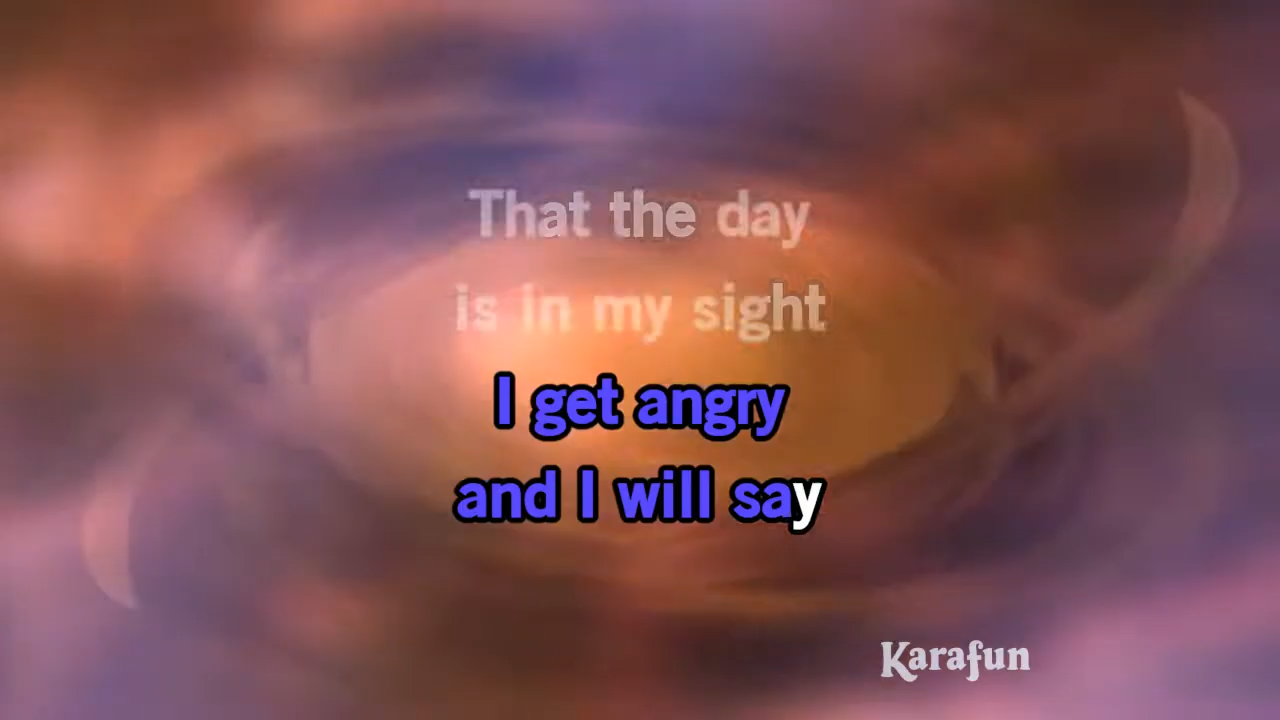 That the day
is in my sight
I get angry
and I will say
Karafun